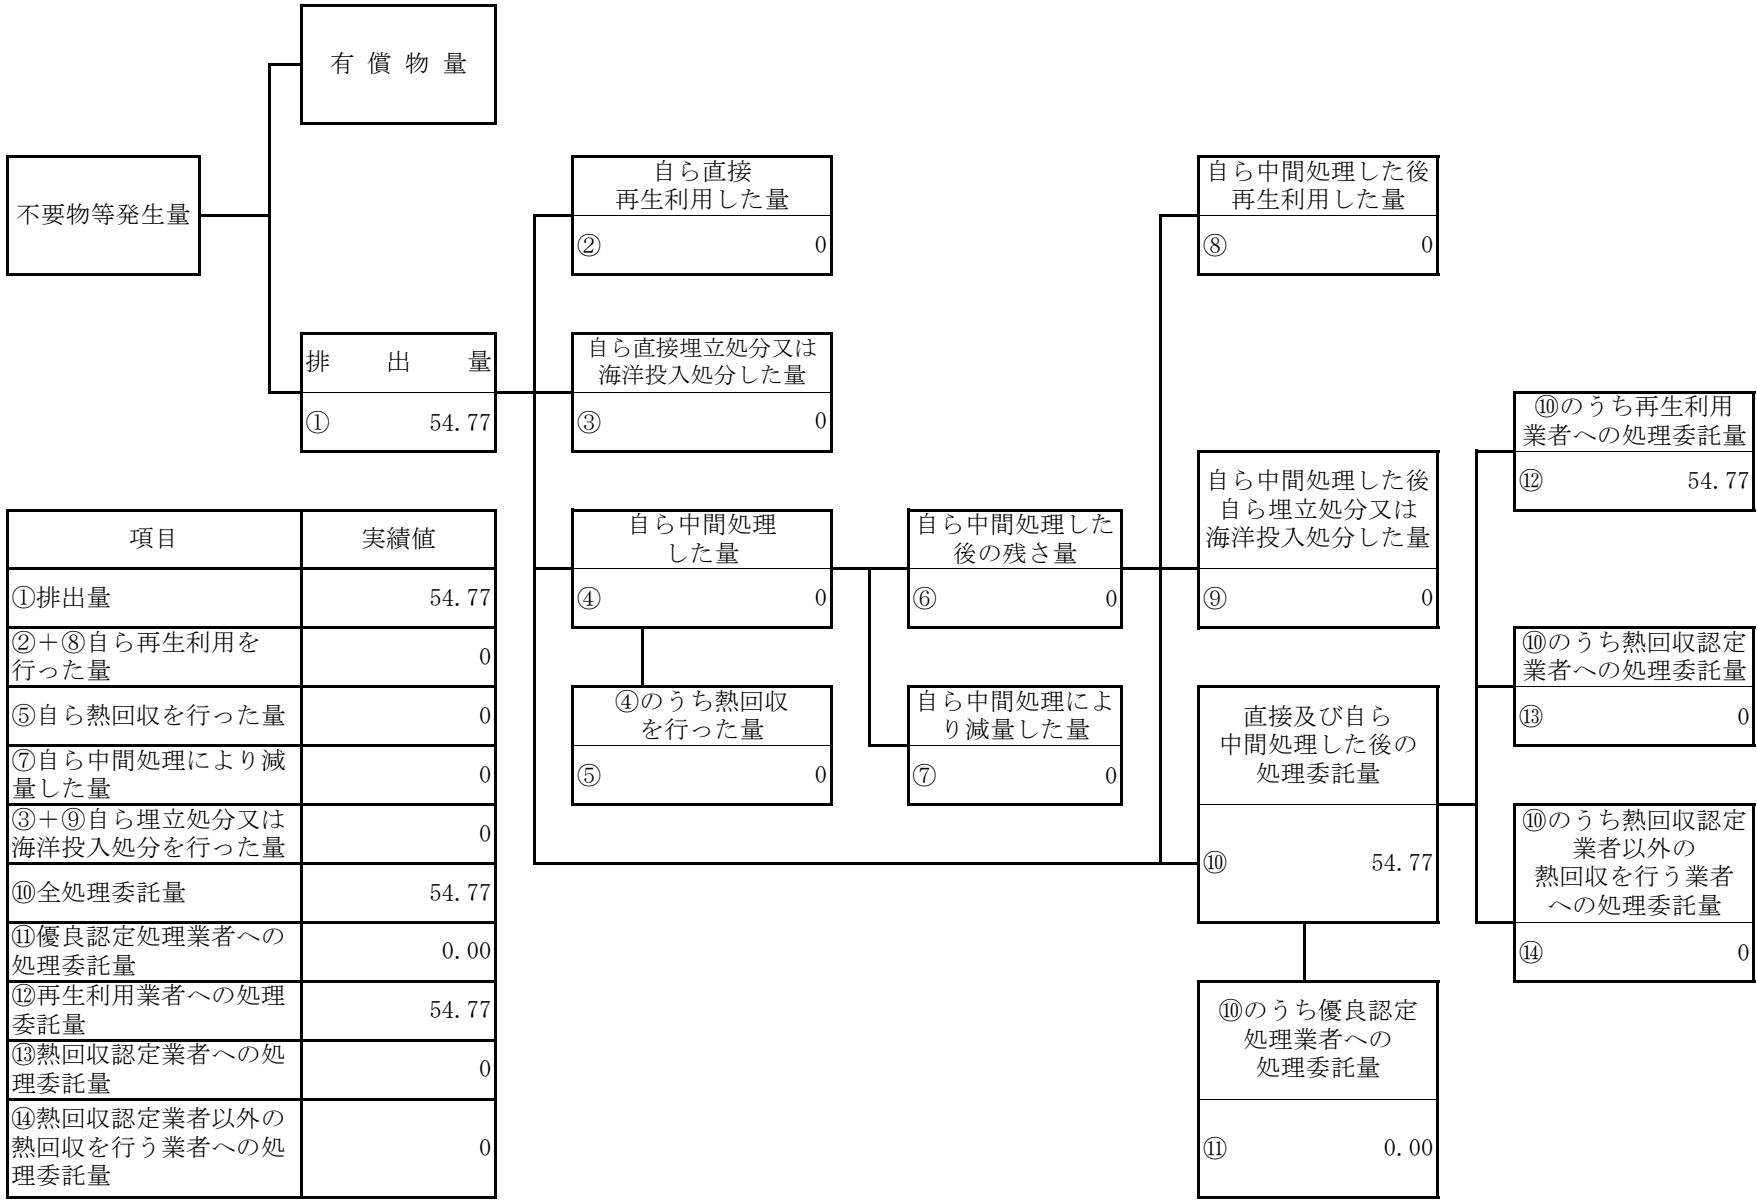 有償物量
不要物等発生量
自ら直接
再生利用した量
② 0
自ら中間処理した後
再生利用した量
⑧ 0
排出量
① 54.77
自ら直接埋立処分又は
海洋投入処分した量
③ 0
⑩のうち再生利用
業者への処理委託量
⑫ 54.77
自ら中間処理
した量
④ 0
自ら中間処理した
後の残さ量
⑥ 0
自ら中間処理した後
自ら埋立処分又は
海洋投入処分した量
⑨ 0
⑩のうち熱回収認定
業者への処理委託量
⑬ 0
④のうち熱回収
を行った量
⑤ 0
自ら中間処理によ
り減量した量
⑦ 0
直接及び自ら
中間処理した後の
処理委託量
⑩ 54.77
⑩のうち熱回収認定
業者以外の
熱回収を行う業者
への処理委託量
⑭ 0
⑩のうち優良認定
処理業者への
処理委託量
⑪ 0.00
項目 実績値
①排出量 54.77
②+⑧自ら再生利用を
行った量 0
⑤自ら熱回収を行った量 0
⑦自ら中間処理により減
量した量 0
③+⑨自ら埋立処分又は
海洋投入処分を行った量 0
⑩全処理委託量 54.77
⑪優良認定処理業者への
処理委託量 0.00
⑫再生利用業者への処理
委託量 54.77
⑬熱回収認定業者への処
理委託量 0
⑭熱回収認定業者以外の
熱回収を行う業者への処
理委託量 0